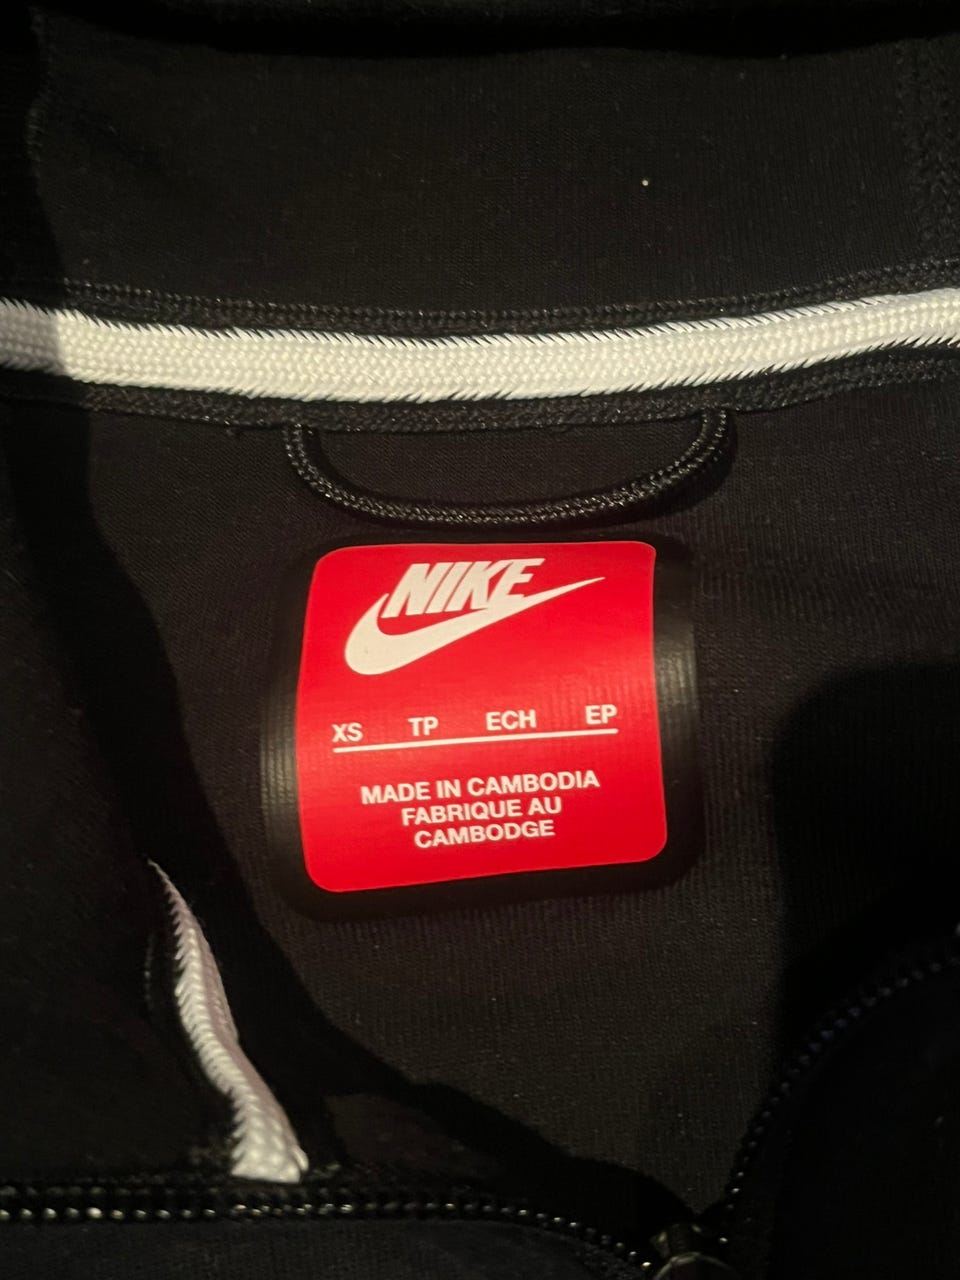 NIKE
XS TP ECH EP
MADE IN CAMBODIA
FABRIQUE AU
CAMBODGE